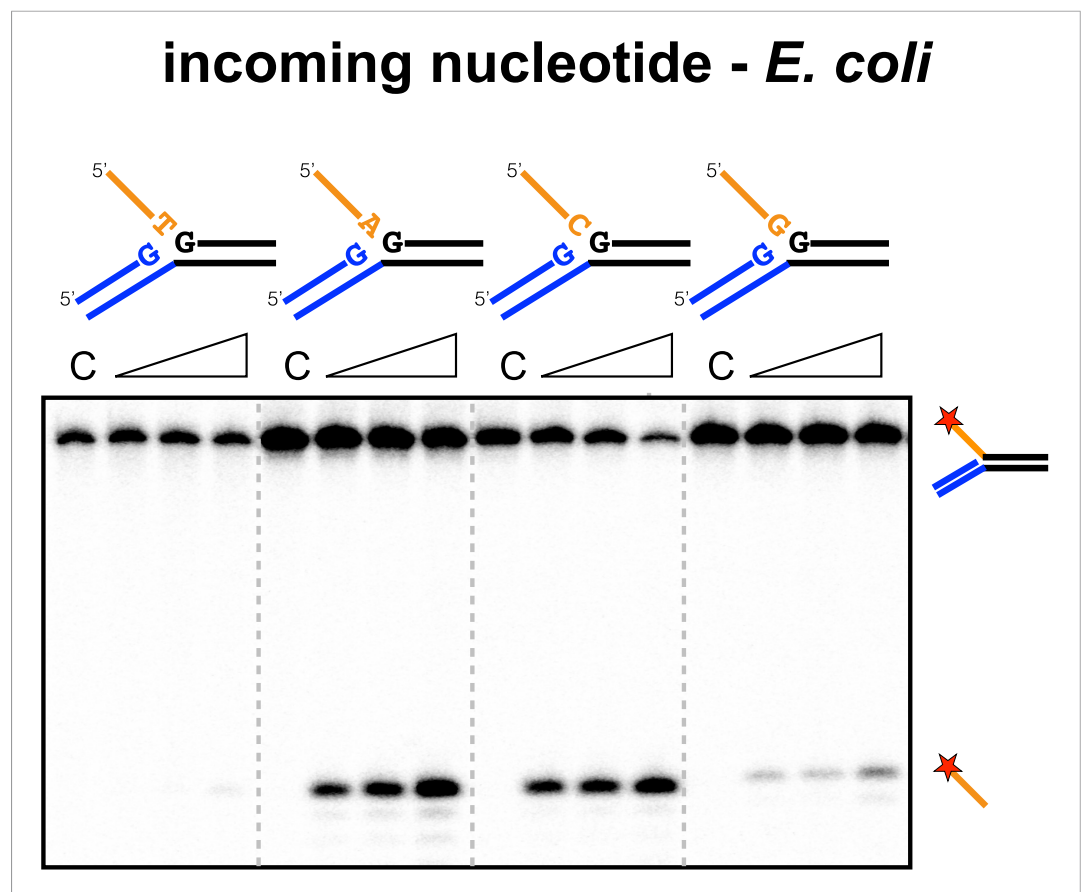 incoming nucleotide - E. coli
5' 5' 5' 5'
T G G A G G C G G G G G
5' 5' 5' 5'
C C C C